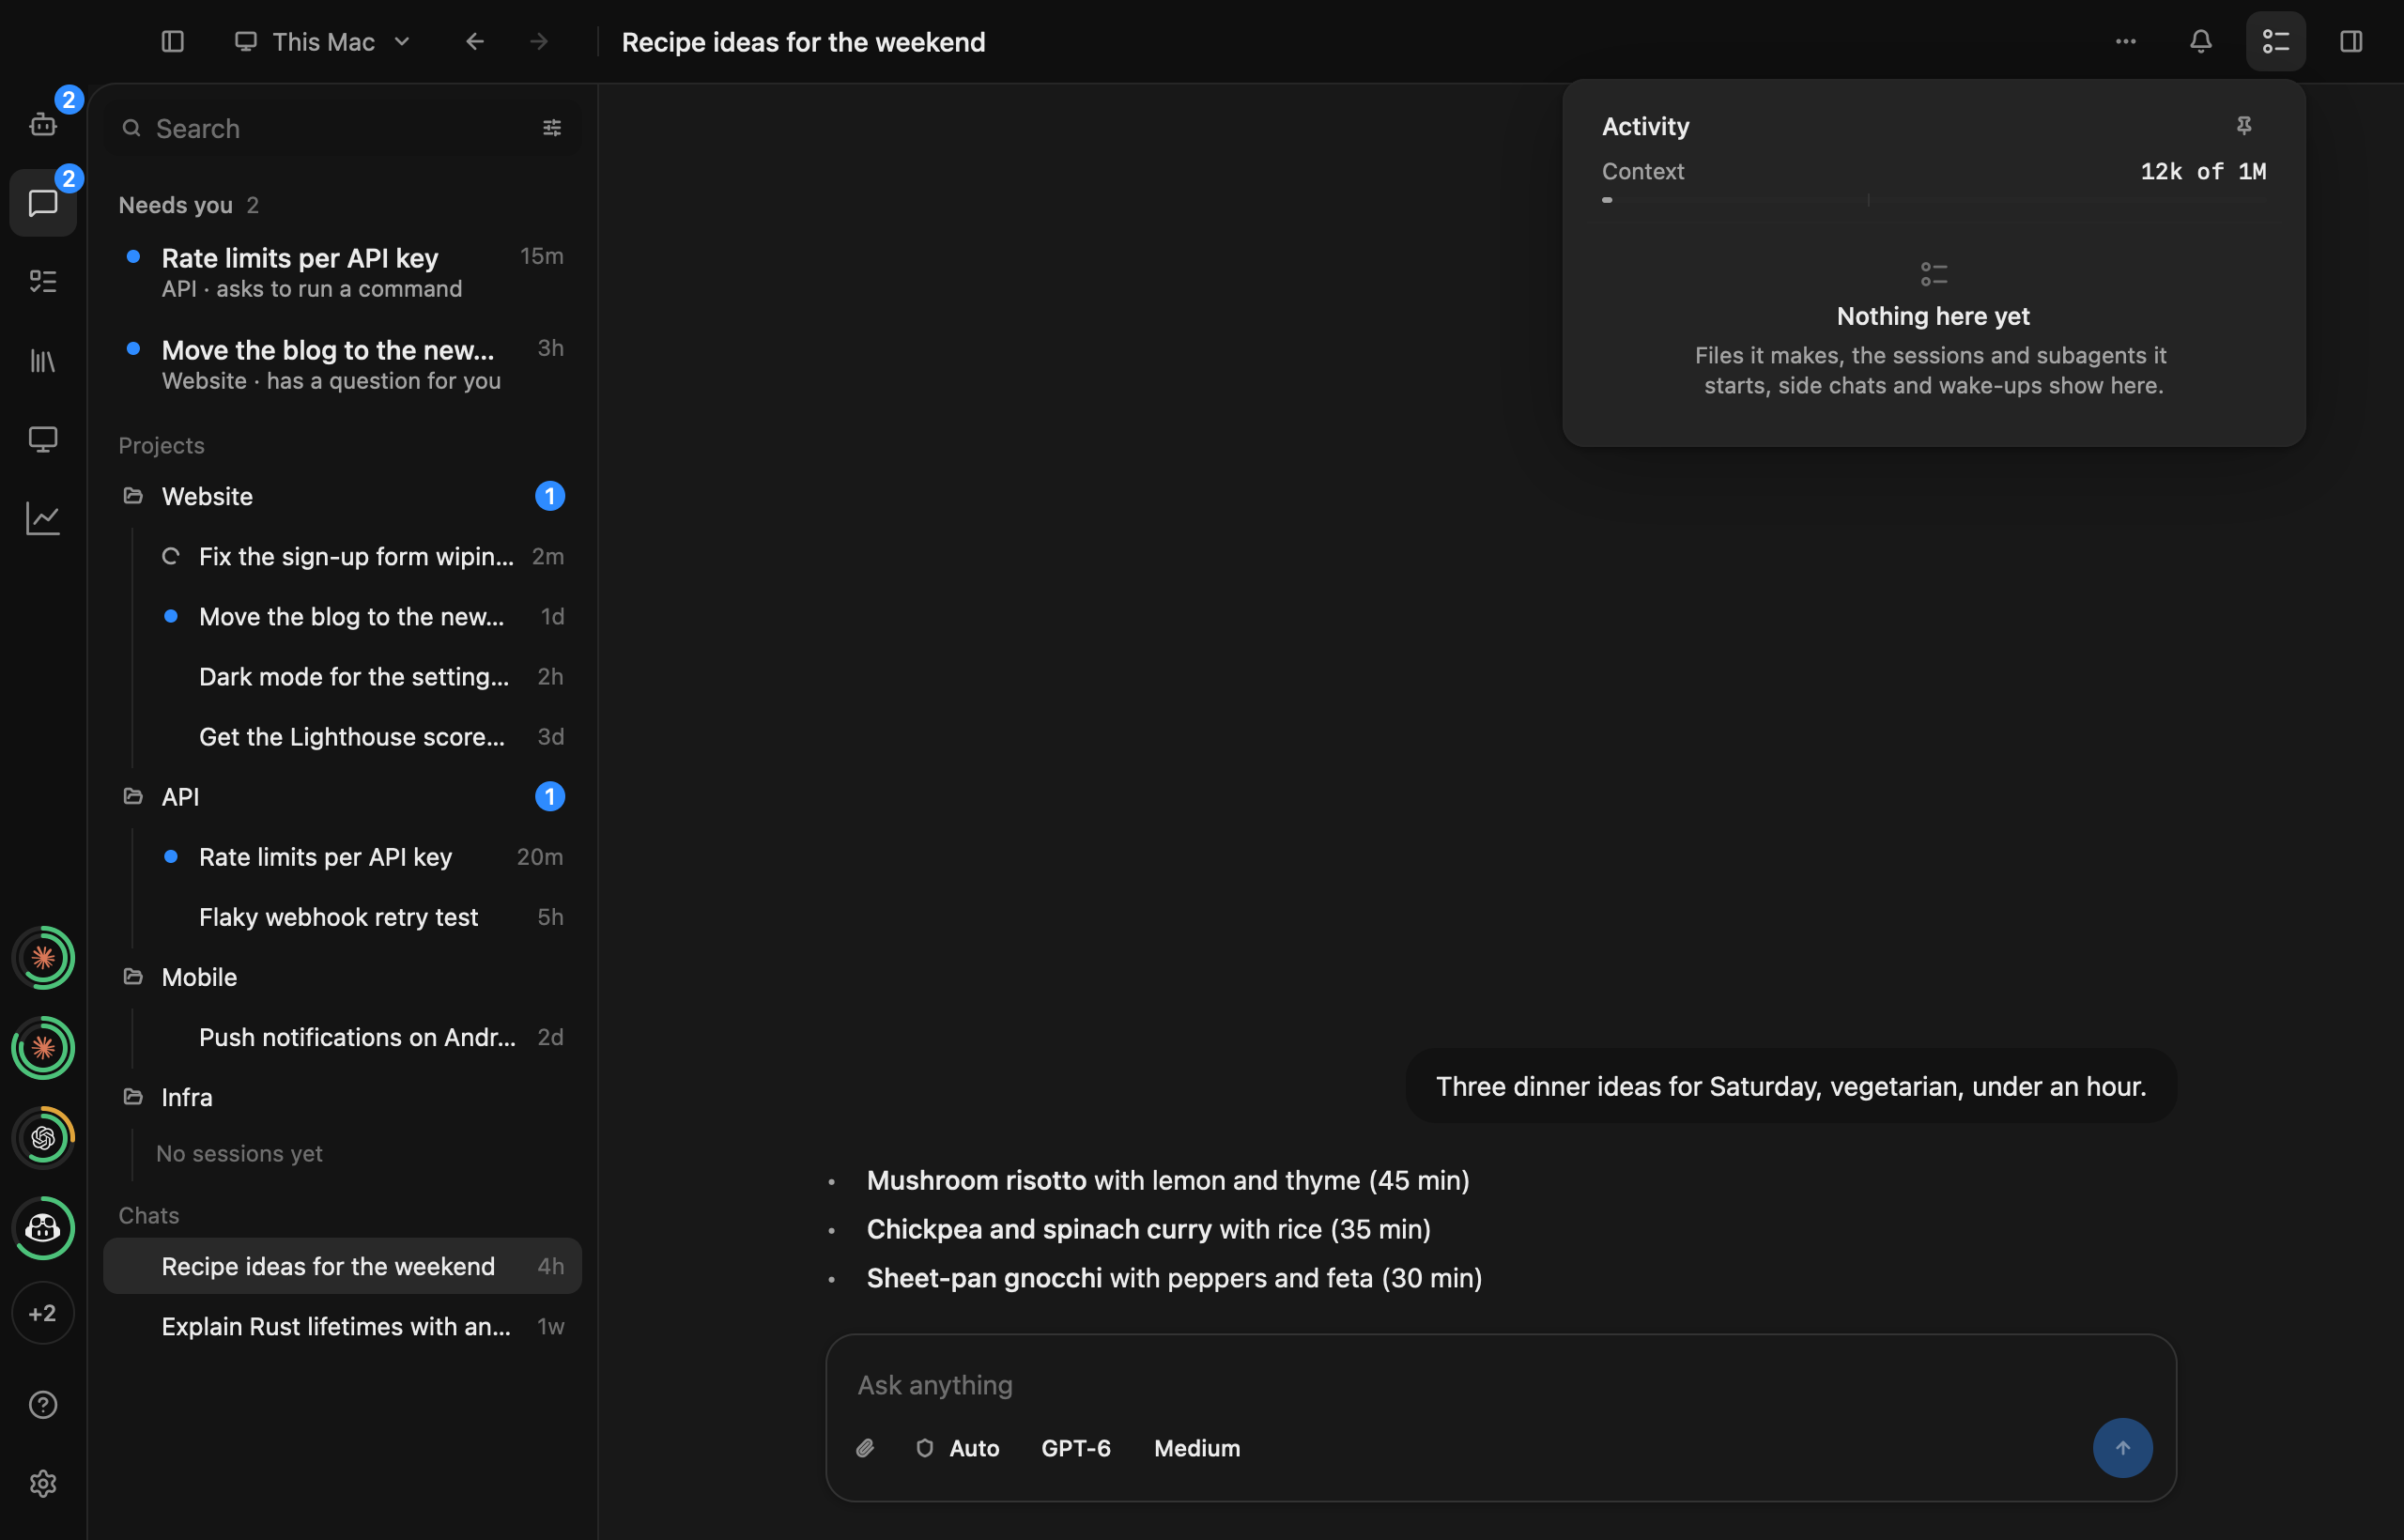 This Mac
Recipe ideas for the weekend
2
2
Search
Needs you 2
Rate limits per API key 15m
API · asks to run a command
Move the blog to the new... 3h
Website · has a question for you
Projects
Website 1
Fix the sign-up form wipin... 2m
Move the blog to the new... 1d
Dark mode for the setting... 2h
Get the Lighthouse score... 3d
API 1
Rate limits per API key 20m
Flaky webhook retry test 5h
Mobile
Push notifications on Andr... 2d
Infra
No sessions yet
Chats
Recipe ideas for the weekend 4h
Explain Rust lifetimes with an... 1w
+2
Activity
Context 12k of 1M
Nothing here yet
Files it makes, the sessions and subagents it
starts, side chats and wake-ups show here.
Three dinner ideas for Saturday, vegetarian, under an hour.
• Mushroom risotto with lemon and thyme (45 min)
• Chickpea and spinach curry with rice (35 min)
• Sheet-pan gnocchi with peppers and feta (30 min)
Ask anything
Auto GPT-6 Medium